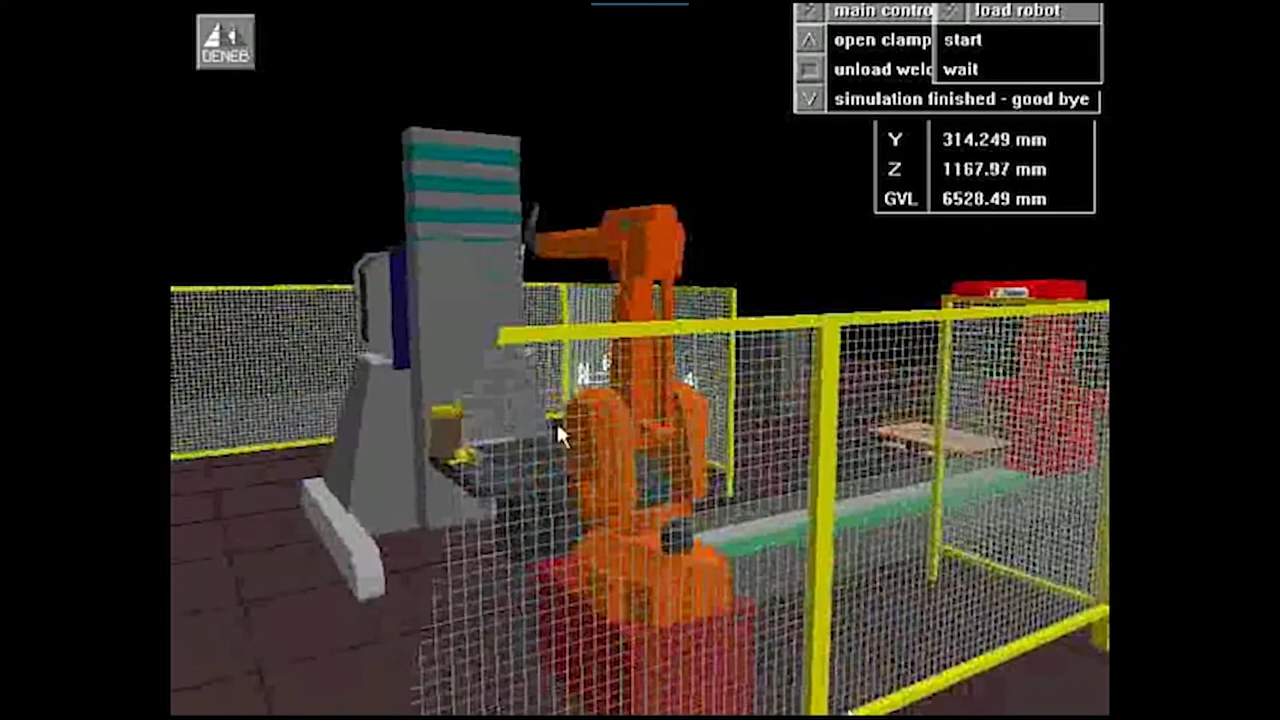 DENEB
main contro
load robot
open clamp
start
unload weld
wait
simulation finished - good bye
Y 314.249 mm
Z 1167.97 mm
GVL 6528.49 mm